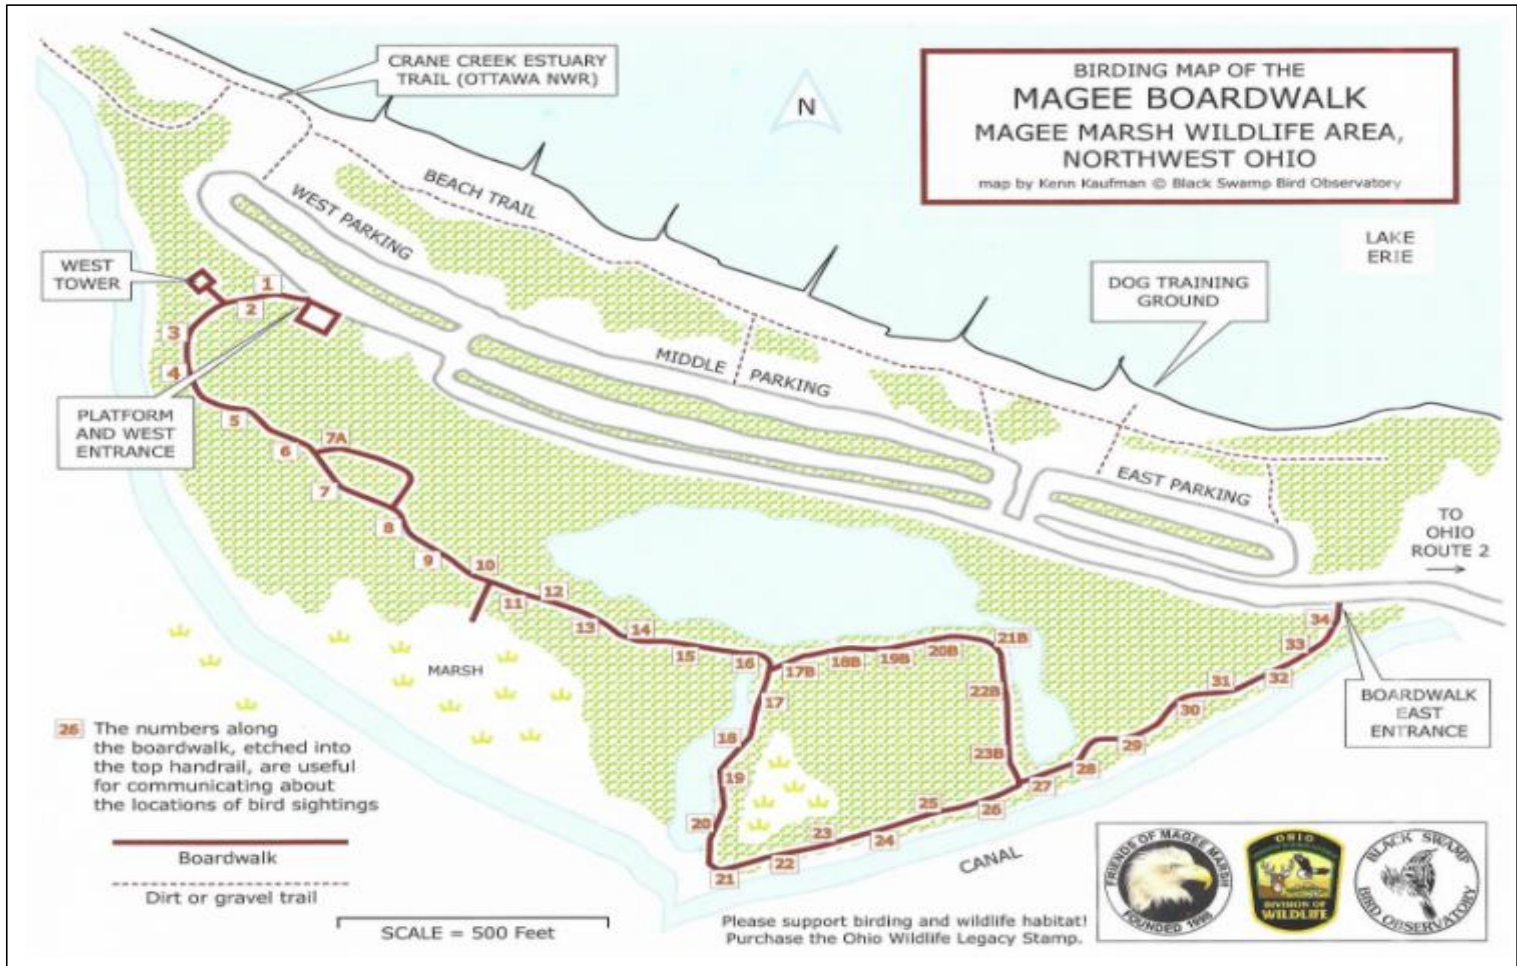 CRANE CREEK ESTUARY
TRAIL (OTTAWA NWR)
N
BIRDING MAP OF THE
MAGEE BOARDWALK
MAGEE MARSH WILDLIFE AREA,
NORTHWEST OHIO
map by Kenn Kaufman © Black Swamp Bird Observatory
LAKE
ERIE
BEACH TRAIL
WEST PARKING
WEST
TOWER
DOG TRAINING
GROUND
MIDDLE PARKING
PLATFORM
AND WEST
ENTRANCE
EAST PARKING
TO
OHIO
ROUTE 2
1
2
3
4
5
6
7A
7
8
9
10
11
12
13
14
15
16
17B
18B
19B
20B
21B
22B
23B
17
18
19
20
21
22
23
24
25
26
27
28
29
30
31
32
33
34
MARSH
BOARDWALK
EAST
ENTRANCE
CANAL
26 The numbers along
the boardwalk, etched into
the top handrail, are useful
for communicating about
the locations of bird sightings
Boardwalk
Dirt or gravel trail
SCALE = 500 Feet
Please support birding and wildlife habitat!
Purchase the Ohio Wildlife Legacy Stamp.
FRIENDS OF MAGEE MARSH
OHIO
DIVISION OF
WILDLIFE
BLACK SWAMP
BIRD OBSERVATORY